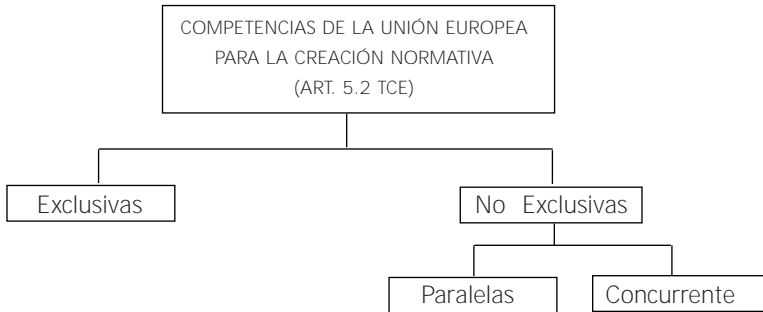 COMPETENCIAS DE LA UNIÓN EUROPEA
PARA LA CREACIÓN NORMATIVA
(ART. 5.2 TCE)
Exclusivas
No Exclusivas
Paralelas
Concurrente